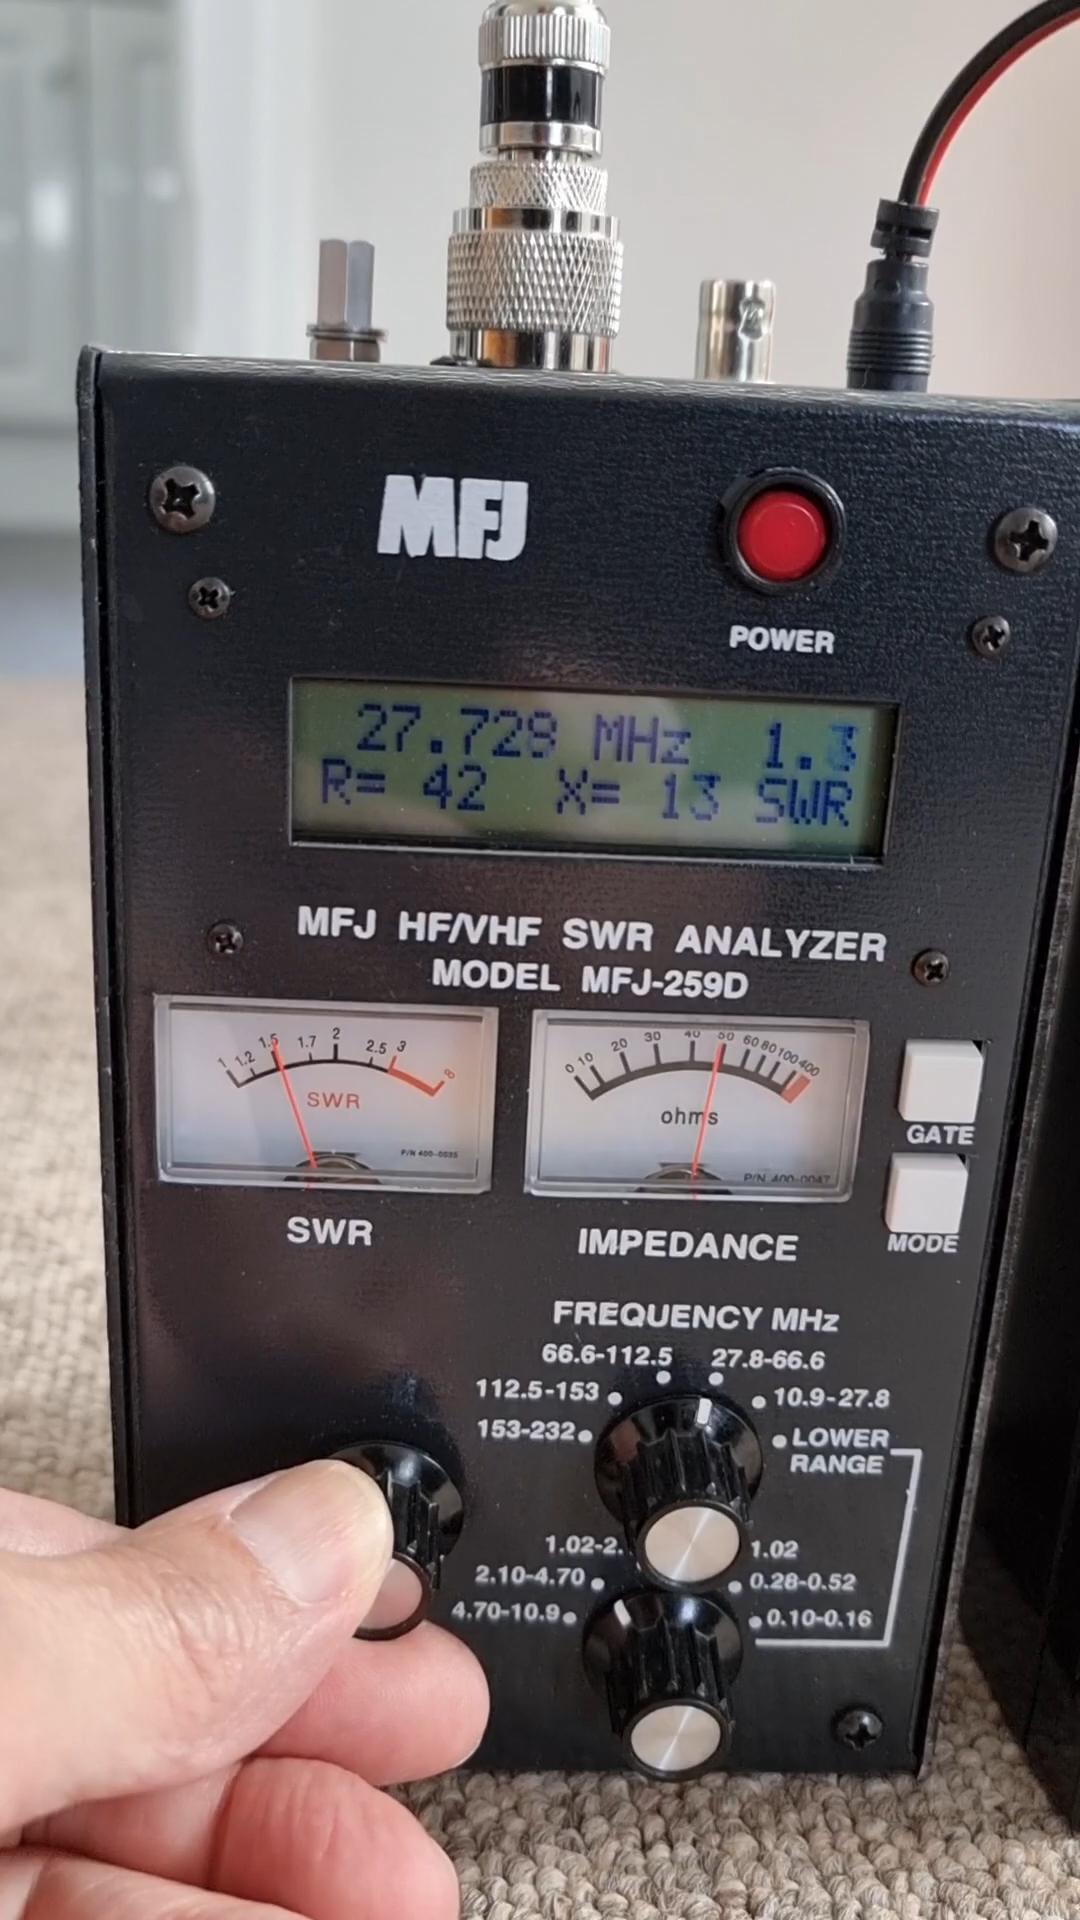 MFJ
POWER
27.728 MHz 1.3
R= 42 X= 13 SWR
MFJ HF/VHF SWR ANALYZER
MODEL MFJ-259D
1 1.2 1.5 1.7 2 2.5 3 ∞
SWR
P/N 400-0035
0 10 20 30 40 50 60 80 100 400
ohms
P/N 400-0047
GATE
MODE
SWR
IMPEDANCE
FREQUENCY MHz
66.6-112.5 27.8-66.6
112.5-153 10.9-27.8
153-232 LOWER
RANGE
1.02-2. 1.02
2.10-4.70 0.28-0.52
4.70-10.9 0.10-0.16